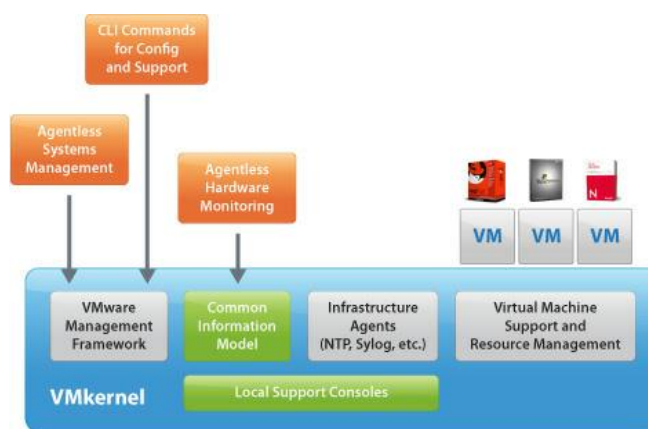 CLI Commands
for Config
and Support
Agentless
Systems
Management
Agentless
Hardware
Monitoring
N
VM
VM
VM
VMware
Management
Framework
Common
Information
Model
Infrastructure
Agents
(NTP, Sylog, etc.)
Virtual Machine
Support and
Resource Management
Local Support Consoles
VMkernel